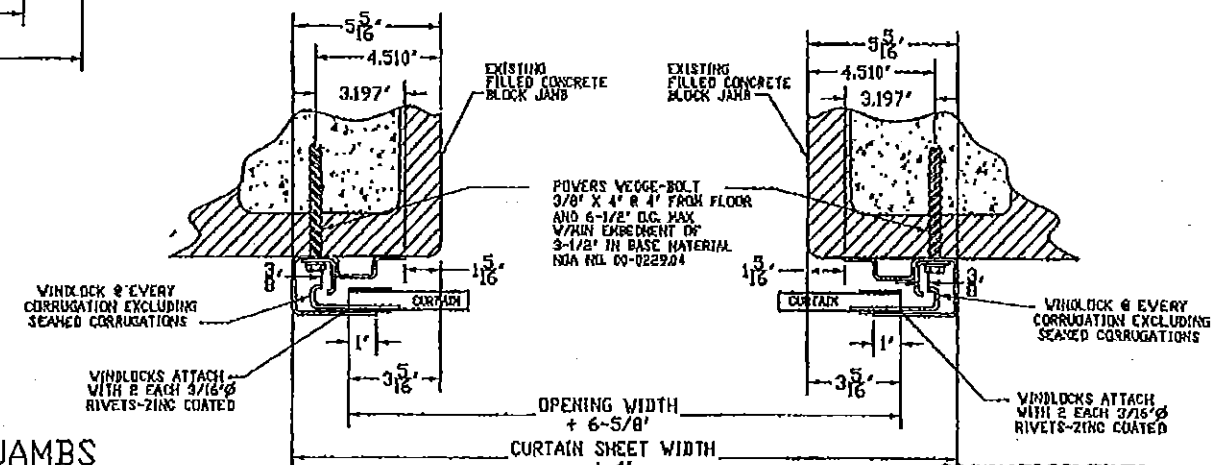 5 5/16"
4.510"
3.197"
EXISTING
FILLED CONCRETE
BLOCK JAMB
EXISTING
FILLED CONCRETE
BLOCK JAMB
5 5/16"
4.510"
3.197"
POWERS WEDGE-BOLT
3/8" X 4" @ 4" FROM FLOOR
AND 6-1/2" O.C. MAX
W/MIN EMBEDMENT OF
3-1/2" IN BASE MATERIAL
NOA NO. 00-0229.04
3/8"
1 5/16"
1 5/16"
3/8"
WINDLOCK @ EVERY
CORRUGATION EXCLUDING
SEAMED CORRUGATIONS
CURTAIN
CURTAIN
WINDLOCK @ EVERY
CORRUGATION EXCLUDING
SEAMED CORRUGATIONS
1"
1"
WINDLOCKS ATTACH
WITH 2 EACH 3/16"Ø
RIVETS-ZINC COATED
3 5/16"
3 5/16"
WINDLOCKS ATTACH
WITH 2 EACH 3/16"Ø
RIVETS-ZINC COATED
OPENING WIDTH
+ 6-5/8"
CURTAIN SHEET WIDTH
JAMBS